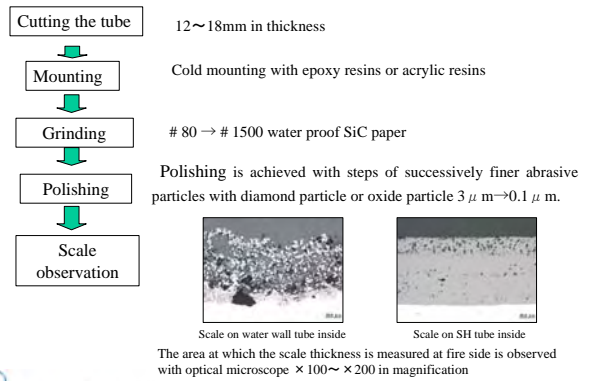 Cutting the tube
12～18mm in thickness
Mounting
Cold mounting with epoxy resins or acrylic resins
Grinding
# 80 → # 1500 water proof SiC paper
Polishing
Polishing is achieved with steps of successively finer abrasive
particles with diamond particle or oxide particle 3 μ m→0.1 μ m.
Scale
observation
Scale on water wall tube inside
Scale on SH tube inside
The area at which the scale thickness is measured at fire side is observed
with optical microscope ×100～ ×200 in magnification